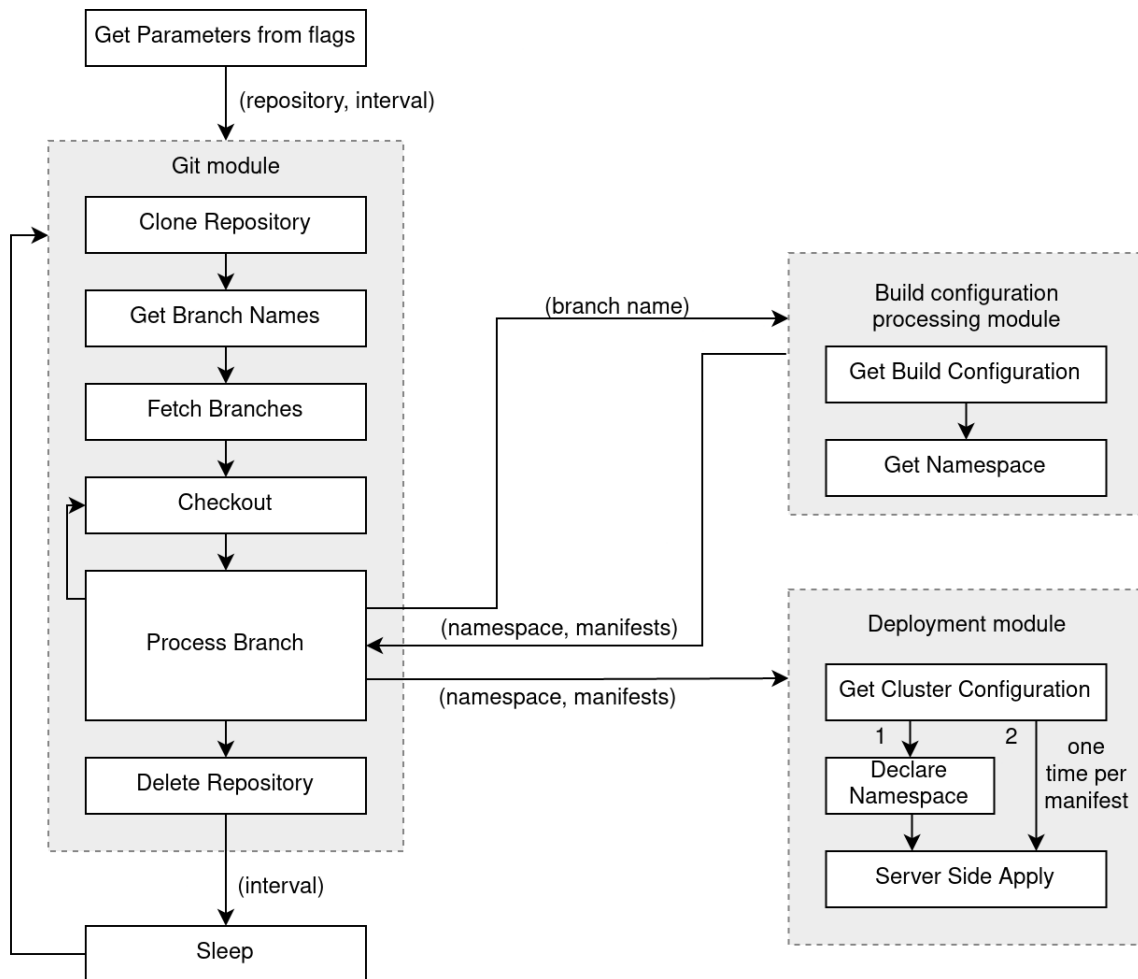 Get Parameters from flags
(repository, interval)
Git module
Clone Repository
Get Branch Names
Fetch Branches
Checkout
Process Branch
Delete Repository
(interval)
Sleep
(branch name)
(namespace, manifests)
(namespace, manifests)
Build configuration
processing module
Get Build Configuration
Get Namespace
Deployment module
Get Cluster Configuration
1
2
one
time per
manifest
Declare
Namespace
Server Side Apply